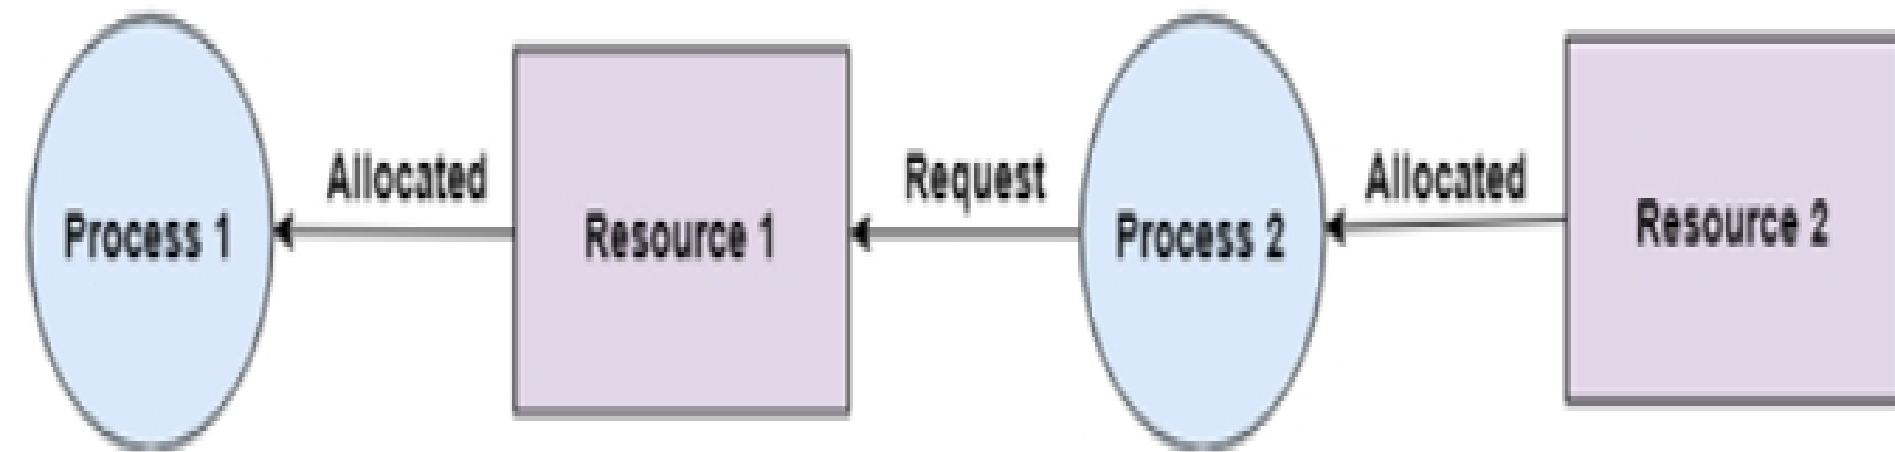 Process 1
Allocated
Resource 1
Request
Process 2
Allocated
Resource 2